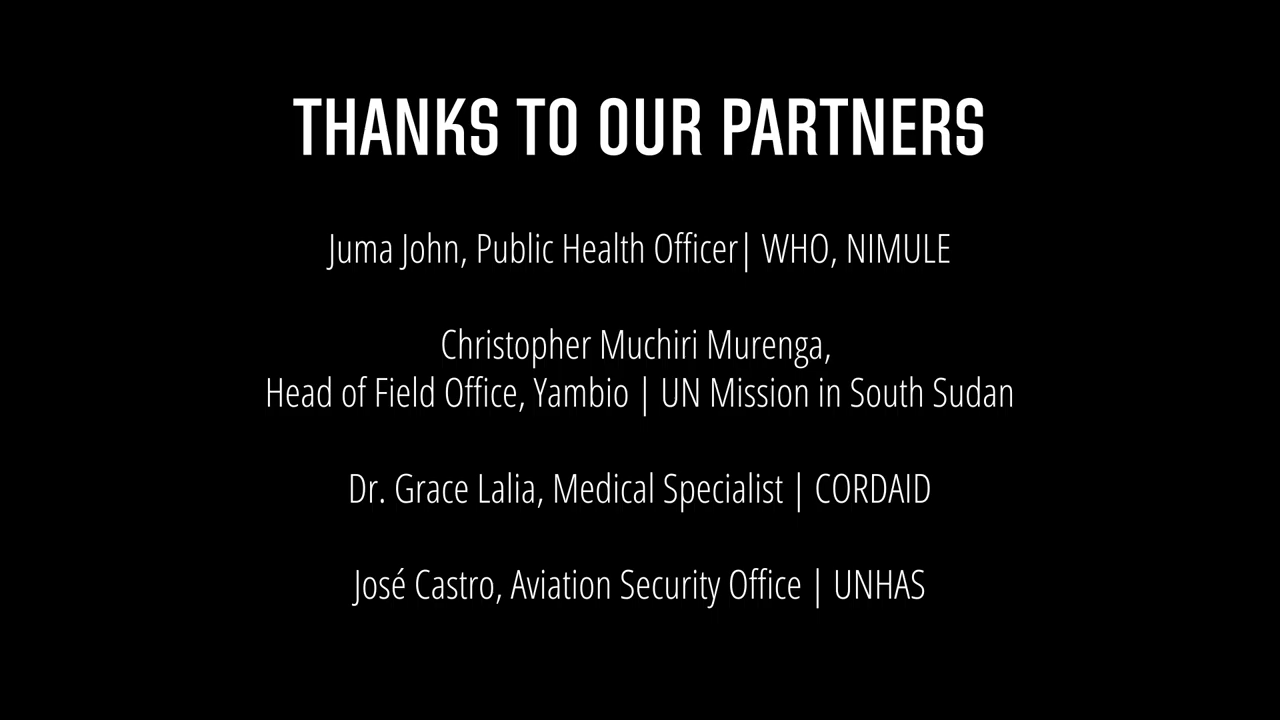 THANKS TO OUR PARTNERS
Juma John, Public Health Officer| WHO, NIMULE
Christopher Muchiri Murenga,
Head of Field Office, Yambio | UN Mission in South Sudan
Dr. Grace Lalia, Medical Specialist | CORDAID
José Castro, Aviation Security Office | UNHAS